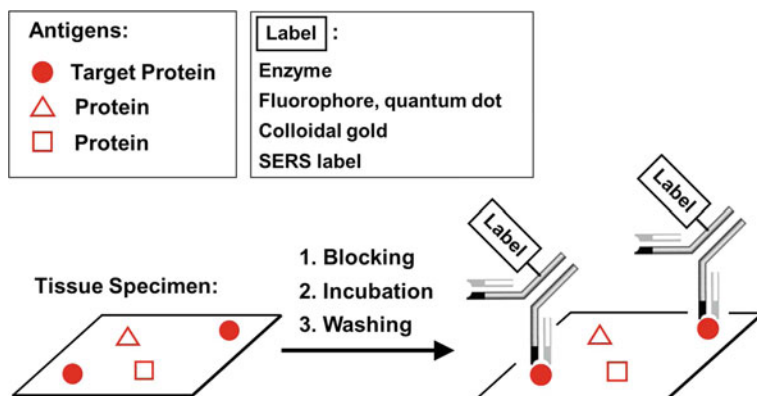 Antigens:
Target Protein
Protein
Protein
Label :
Enzyme
Fluorophore, quantum dot
Colloidal gold
SERS label
Tissue Specimen:
1. Blocking
2. Incubation
3. Washing
Label
Label